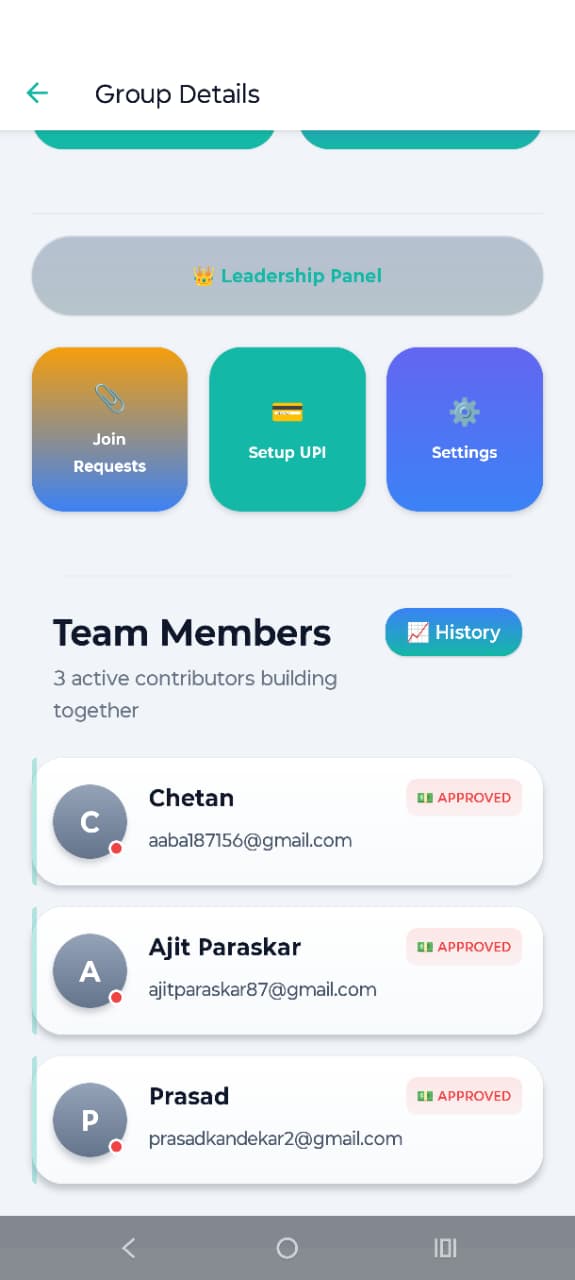 Group Details
👑 Leadership Panel
Join
Requests
Setup UPI
Settings
Team Members
📈 History
3 active contributors building
together
Chetan
💵 APPROVED
aaba187156@gmail.com
Ajit Paraskar
💵 APPROVED
ajitparaskar87@gmail.com
Prasad
💵 APPROVED
prasadkandekar2@gmail.com
C
A
P